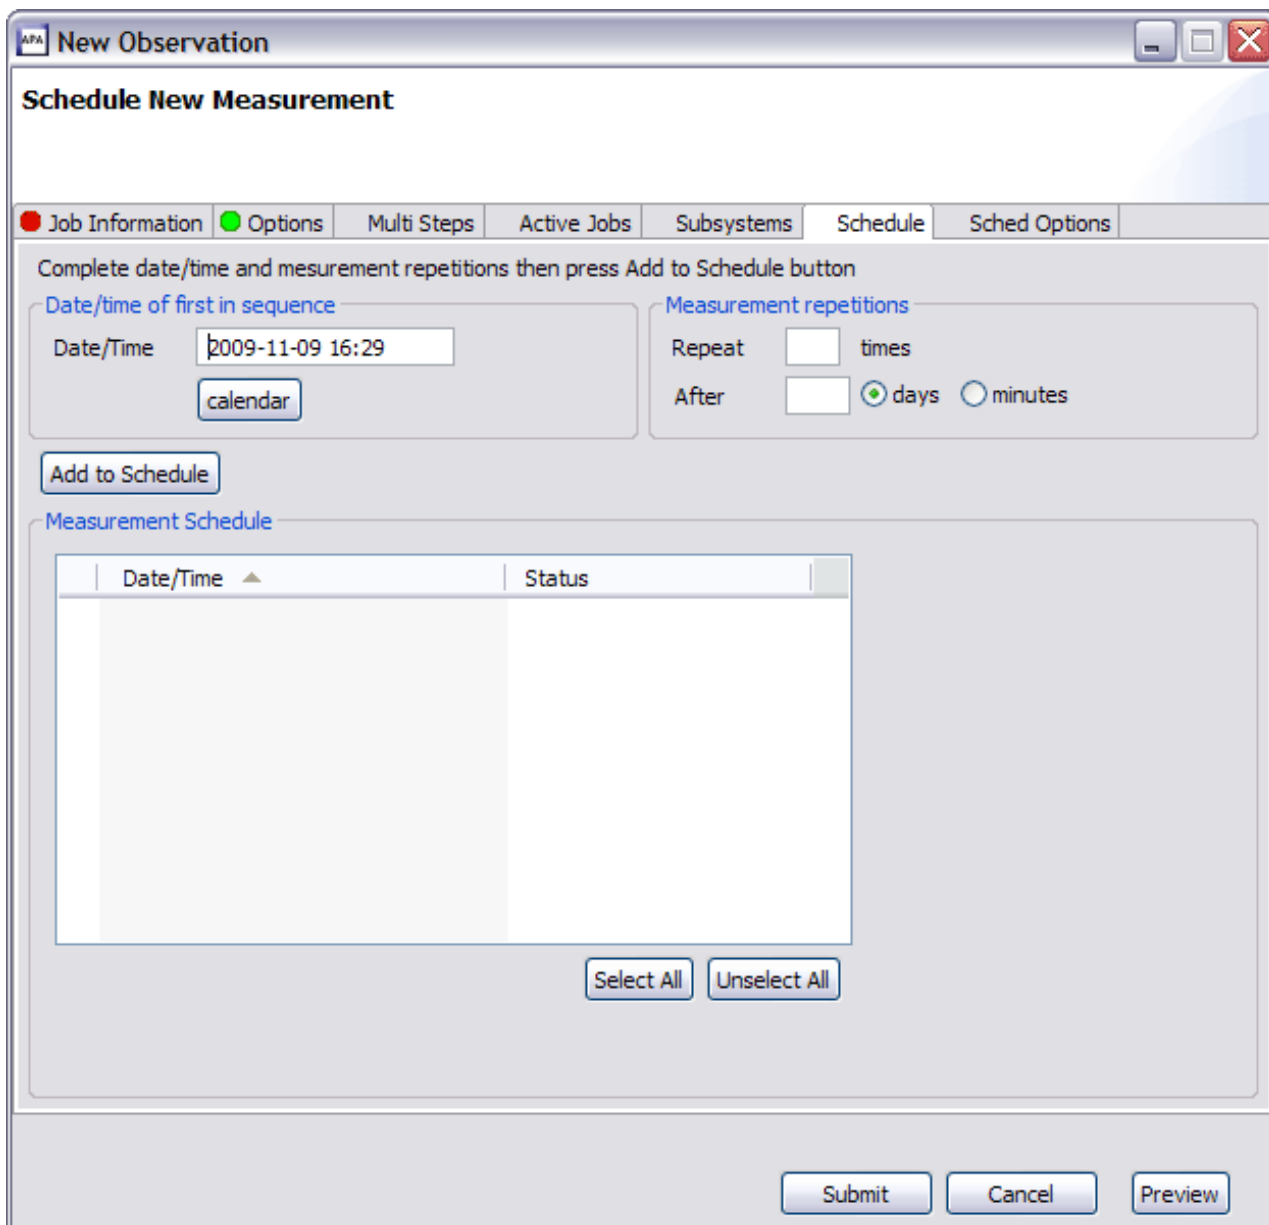 APA New Observation
Schedule New Measurement
Job Information Options Multi Steps Active Jobs Subsystems Schedule Sched Options
Complete date/time and mesurement repetitions then press Add to Schedule button
Date/time of first in sequence
Date/Time 2009-11-09 16:29
calendar
Measurement repetitions
Repeat times
After days minutes
Add to Schedule
Measurement Schedule
Date/Time Status
Select All Unselect All
Submit Cancel Preview